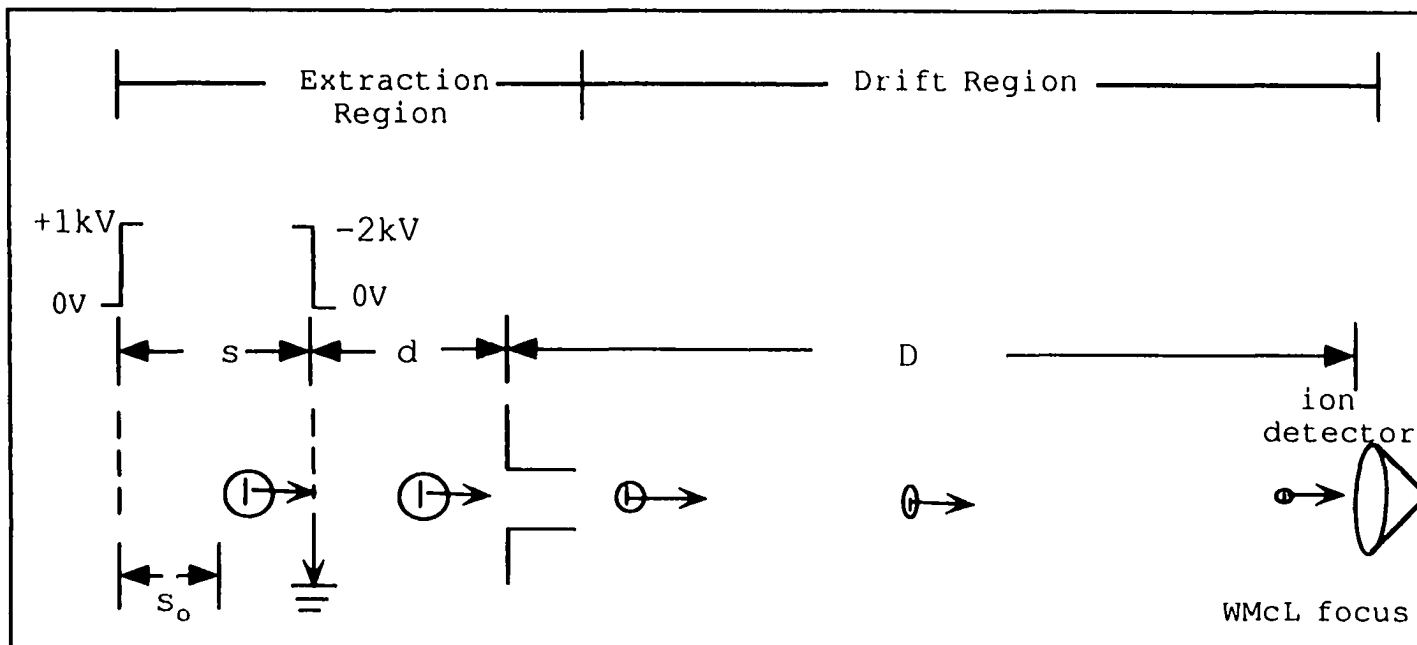 Extraction
Region
Drift Region
+1kV
-2kV
0V
0V
s
d
D
ion
detector
So
WMcL focus